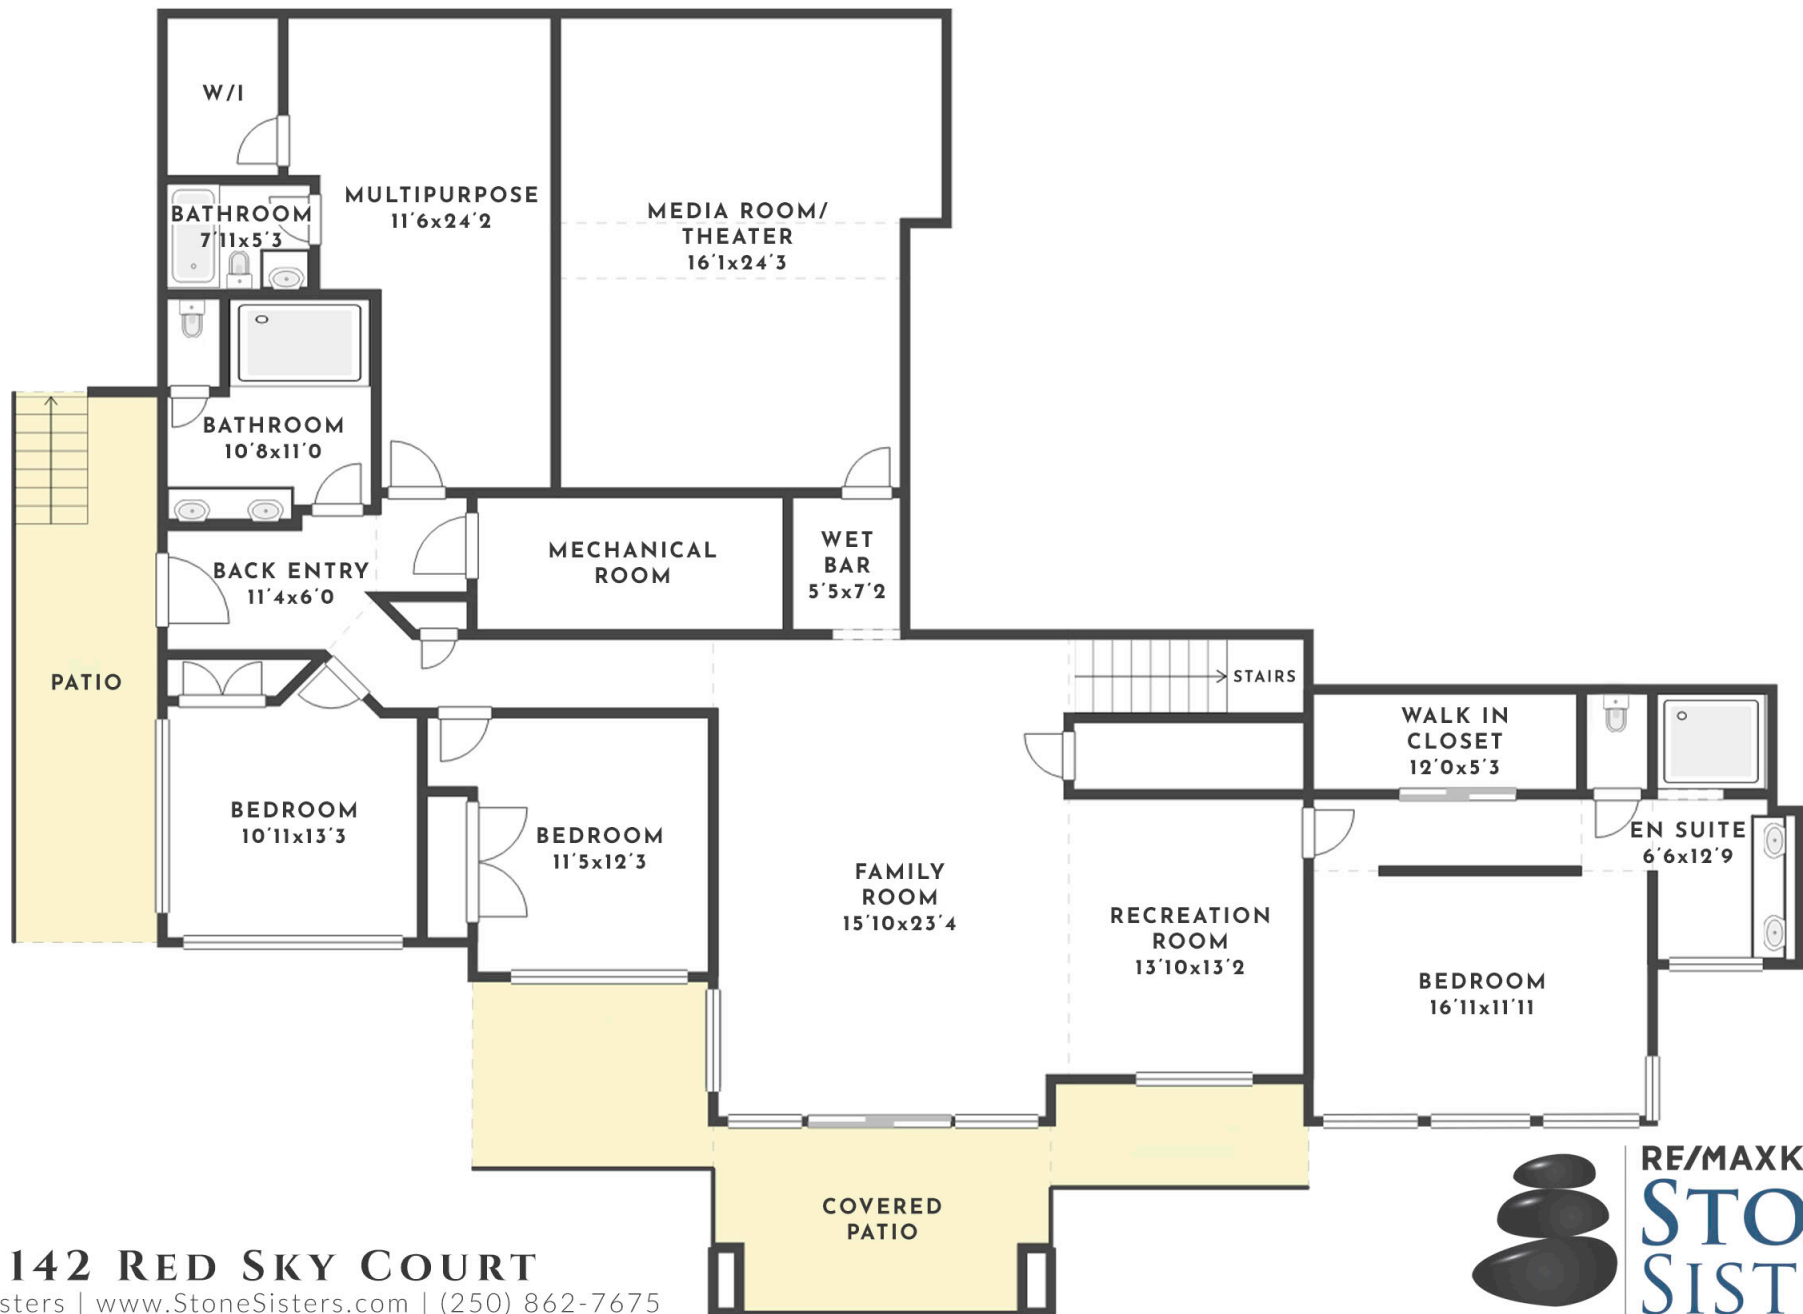 W/I
BATHROOM
7'11x5'3
MULTIPURPOSE
11'6x24'2
MEDIA ROOM/
THEATER
16'1x24'3
BATHROOM
10'8x11'0
BACK ENTRY
11'4x6'0
MECHANICAL
ROOM
WET
BAR
5'5x7'2
PATIO
STAIRS
WALK IN
CLOSET
12'0x5'3
BEDROOM
10'11x13'3
BEDROOM
11'5x12'3
FAMILY
ROOM
15'10x23'4
RECREATION
ROOM
13'10x13'2
EN SUITE
6'6x12'9
BEDROOM
16'11x11'11
COVERED
PATIO
142 RED SKY COURT
sters | www.StoneSisters.com | (250) 862-7675
RE/MAXK
STO
SIST